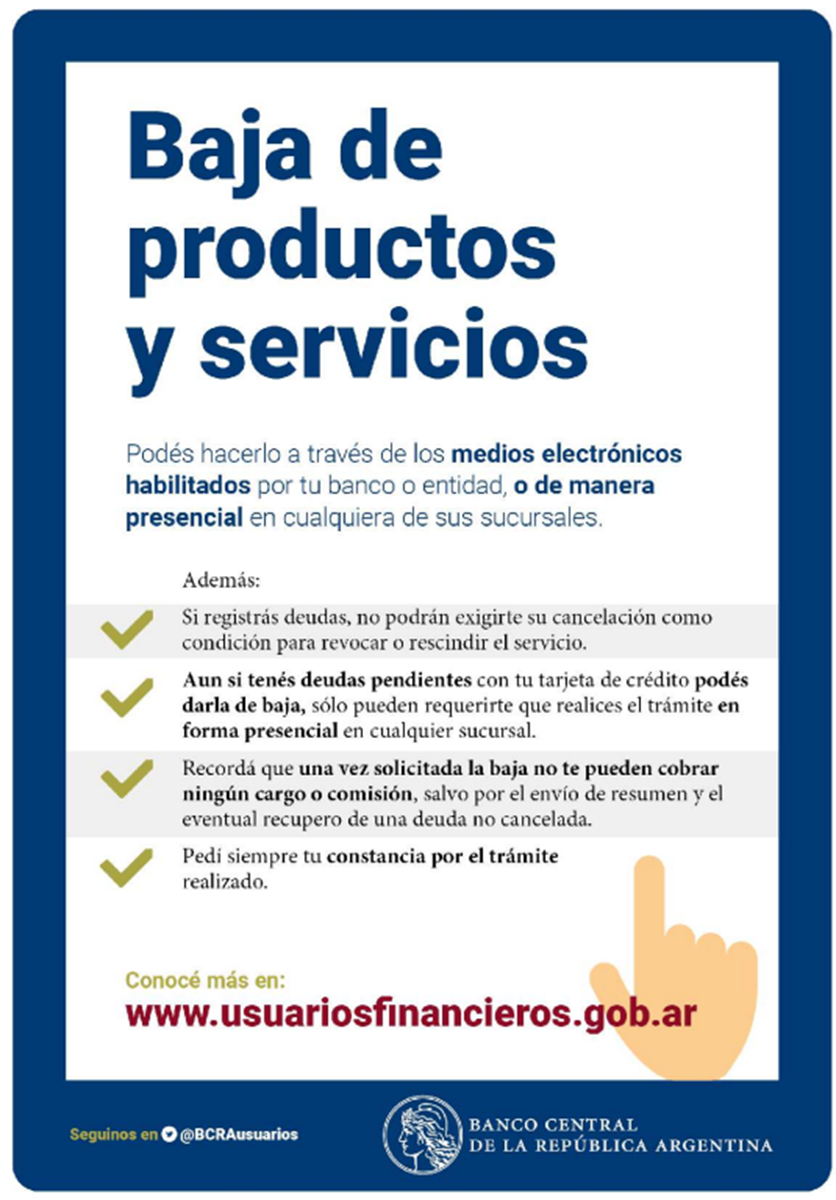 Baja de
productos
y servicios
Podés hacerlo a través de los medios electrónicos
habilitados por tu banco o entidad, o de manera
presencial en cualquiera de sus sucursales.
Además:
Si registrás deudas, no podrán exigirte su cancelación como
condición para revocar o rescindir el servicio.
Aun si tenés deudas pendientes con tu tarjeta de crédito podés
darla de baja, sólo pueden requerirte que realices el trámite en
forma presencial en cualquier sucursal.
Recordá que una vez solicitada la baja no te pueden cobrar
ningún cargo o comisión, salvo por el envío de resumen y el
eventual recupero de una deuda no cancelada.
Pedí siempre tu constancia por el trámite
realizado.
Conocé más en:
www.usuariosfinancieros.gob.ar
Seguinos en @BCRAusuarios
BANCO CENTRAL
DE LA REPÚBLICA ARGENTINA